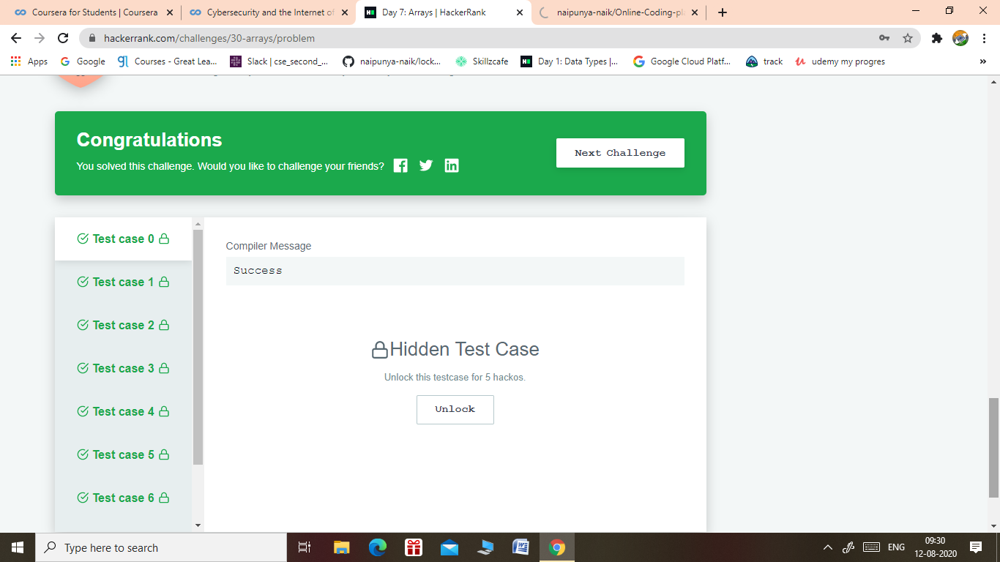 Coursera for Students | Coursera
Cybersecurity and the Internet of
Day 7: Arrays | HackerRank
naipunya-naik/Online-Coding-pl
hackerrank.com/challenges/30-arrays/problem
Apps
Google
Courses - Great Lea...
Slack | cse_second_...
naipunya-naik/lock...
Skillzcafe
Day 1: Data Types |...
Google Cloud Platf...
track
udemy my progres
Congratulations
You solved this challenge. Would you like to challenge your friends?
Next Challenge
Test case 0
Test case 1
Test case 2
Test case 3
Test case 4
Test case 5
Test case 6
Compiler Message
Success
Hidden Test Case
Unlock this testcase for 5 hackos.
Unlock
Type here to search
ENG
09:30
12-08-2020